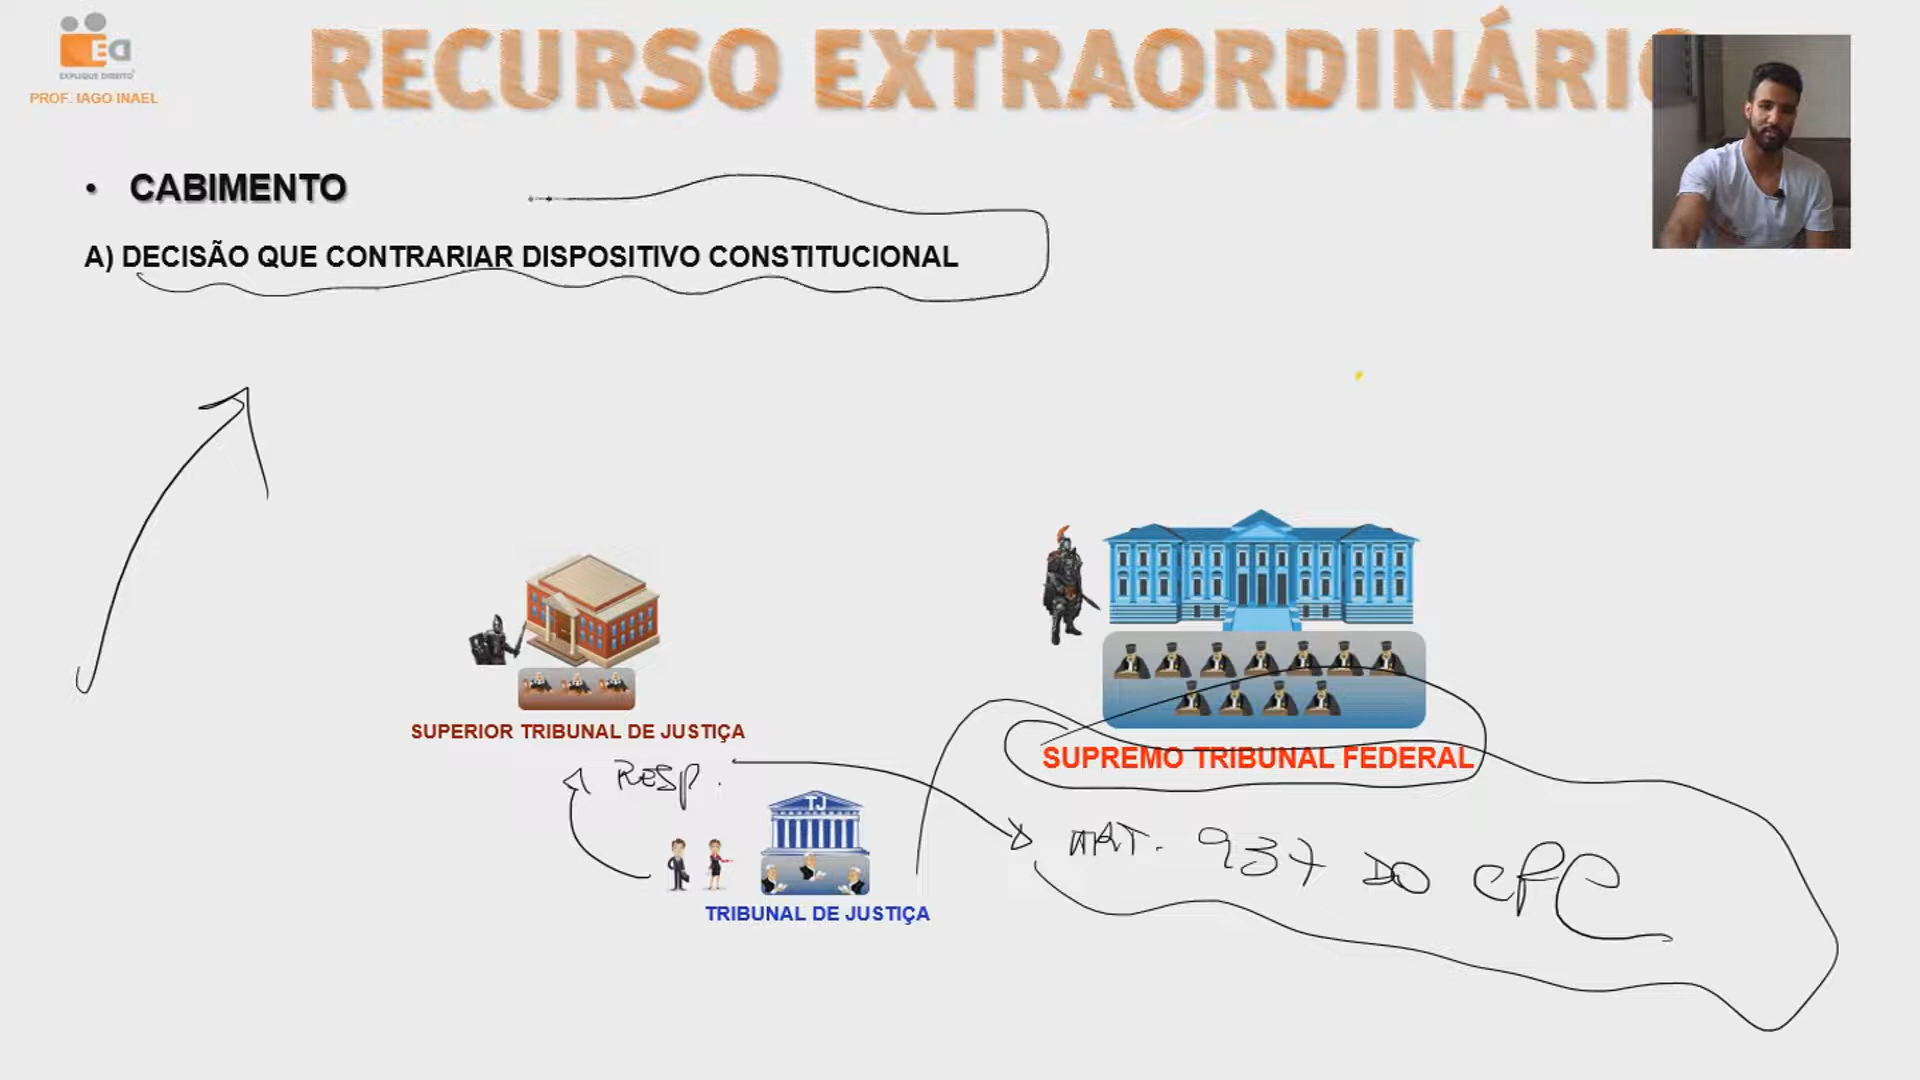 RECURSO EXTRAORDINÁRIO
ED
EXPLIQUE DIREITO
PROF. IAGO INAEL
• CABIMENTO
A) DECISÃO QUE CONTRARIAR DISPOSITIVO CONSTITUCIONAL
SUPERIOR TRIBUNAL DE JUSTIÇA
SUPREMO TRIBUNAL FEDERAL
RESP.
TJ
937 DO CPC
TRIBUNAL DE JUSTIÇA